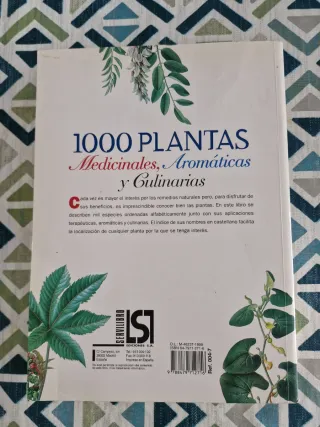 1000 PLANTAS
Medicinales, Aromáticas
y Culinarias
Cada vez es mayor el interés por los remedios naturales pero, para disfrutar de
sus beneficios, es imprescindible conocer bien las plantas. En este libro se
describen mil especies ordenadas alfabéticamente junto con sus aplicaciones
terapéuticas, aromáticas y culinarias. El índice de sus nombres en castellano facilita
la localización de cualquier planta por la que se tenga interés.
SERVILIBRO
EDICIONES S.A.
Impreso en España